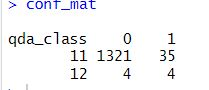 > conf_mat
qda_class 0 1
11 1321 35
12 4 4